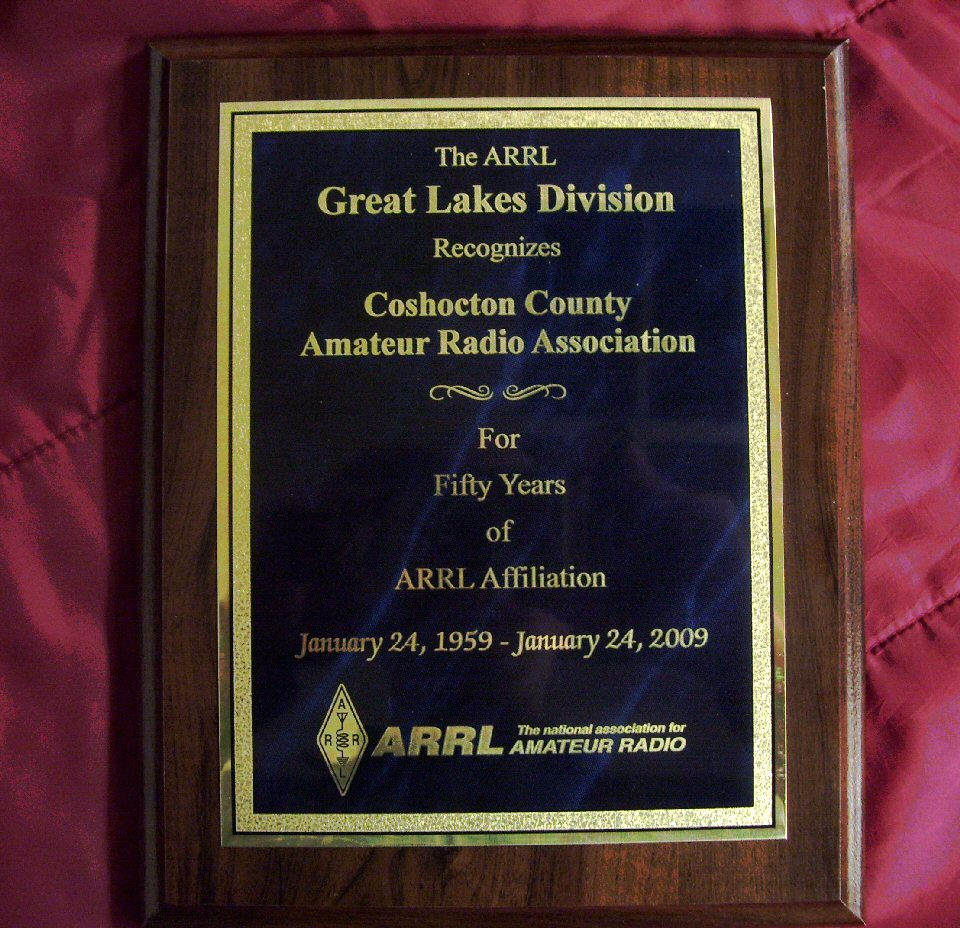 The ARRL
Great Lakes Division
Recognizes
Coshocton County
Amateur Radio Association
For
Fifty Years
of
ARRL Affiliation
January 24, 1959 - January 24, 2009
A
R R
L
ARRL The national association for
AMATEUR RADIO